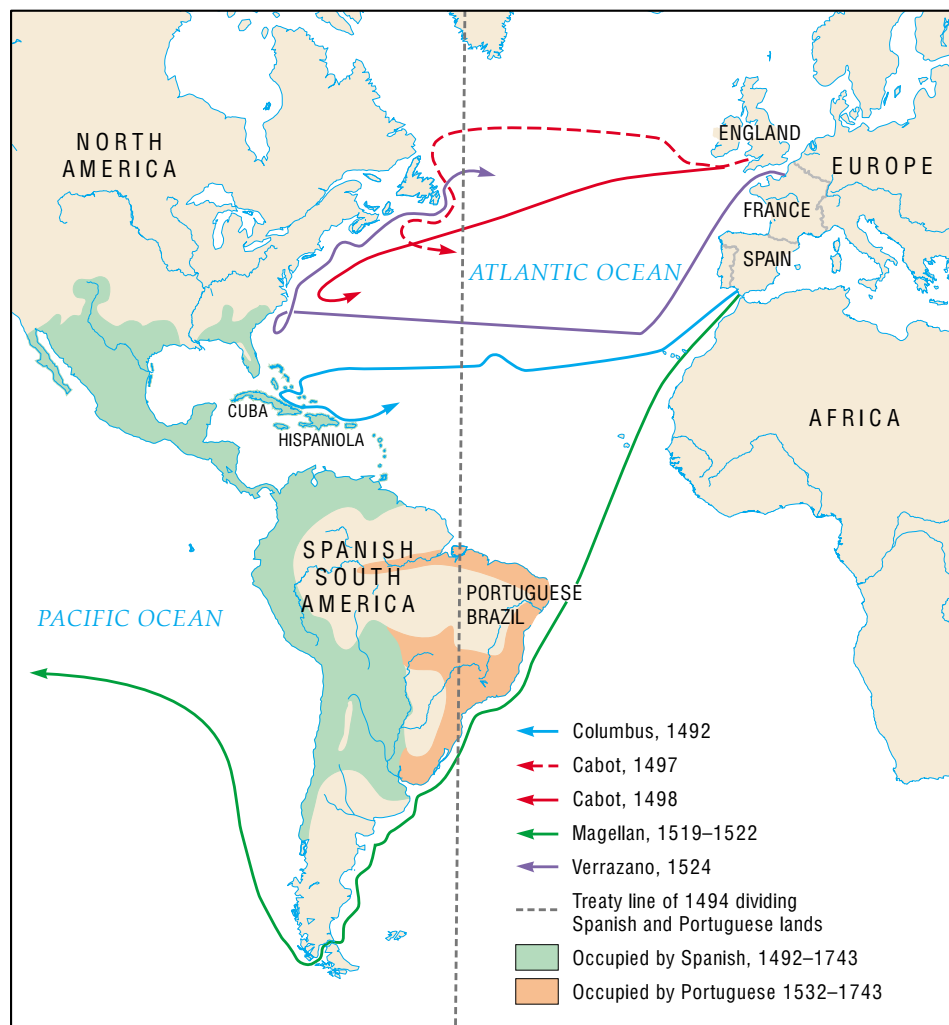 NORTH
AMERICA
ENGLAND
EUROPE
FRANCE
SPAIN
ATLANTIC OCEAN
CUBA
HISPANIOLA
AFRICA
SPANISH
SOUTH
AMERICA
PORTUGUESE
BRAZIL
PACIFIC OCEAN
Columbus, 1492
Cabot, 1497
Cabot, 1498
Magellan, 1519–1522
Verrazano, 1524
Treaty line of 1494 dividing
Spanish and Portuguese lands
Occupied by Spanish, 1492–1743
Occupied by Portuguese 1532–1743